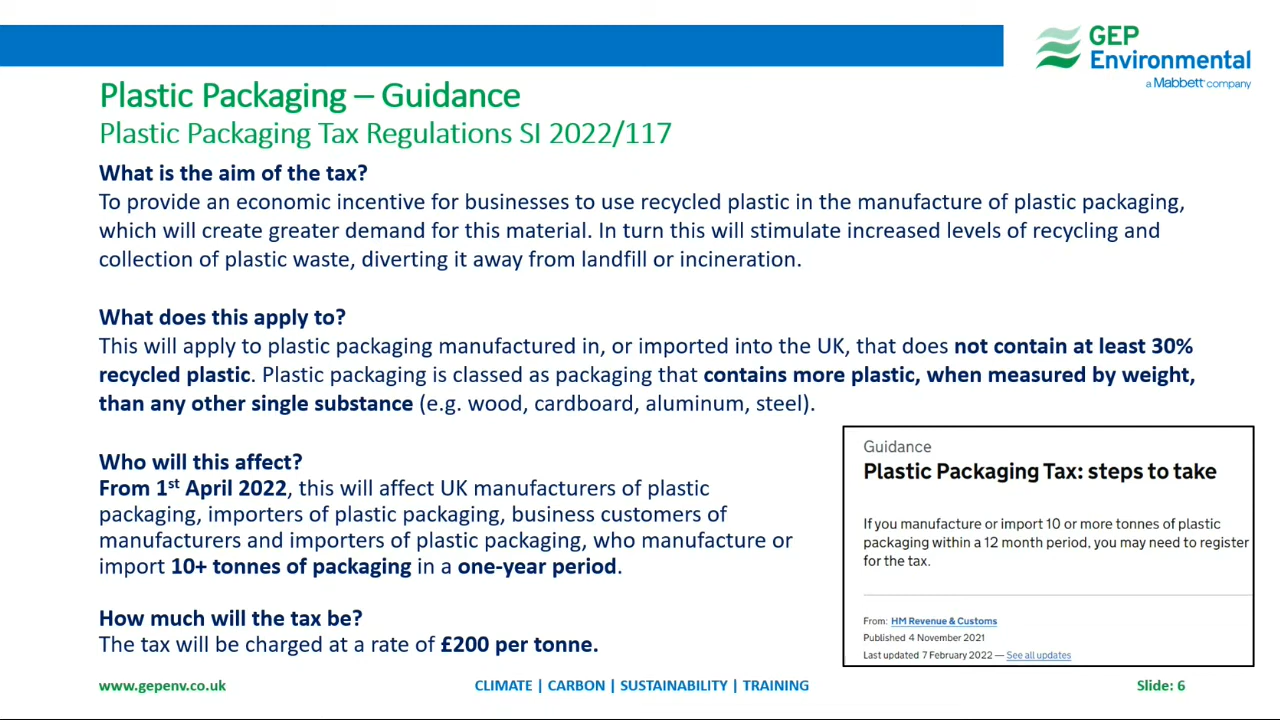 GEP
Environmental
a Mabbett company
Plastic Packaging – Guidance
Plastic Packaging Tax Regulations SI 2022/117
What is the aim of the tax?
To provide an economic incentive for businesses to use recycled plastic in the manufacture of plastic packaging,
which will create greater demand for this material. In turn this will stimulate increased levels of recycling and
collection of plastic waste, diverting it away from landfill or incineration.
What does this apply to?
This will apply to plastic packaging manufactured in, or imported into the UK, that does not contain at least 30%
recycled plastic. Plastic packaging is classed as packaging that contains more plastic, when measured by weight,
than any other single substance (e.g. wood, cardboard, aluminum, steel).
Who will this affect?
From 1st April 2022, this will affect UK manufacturers of plastic
packaging, importers of plastic packaging, business customers of
manufacturers and importers of plastic packaging, who manufacture or
import 10+ tonnes of packaging in a one-year period.
How much will the tax be?
The tax will be charged at a rate of £200 per tonne.
Guidance
Plastic Packaging Tax: steps to take
If you manufacture or import 10 or more tonnes of plastic
packaging within a 12 month period, you may need to register
for the tax.
From: HM Revenue & Customs
Published 4 November 2021
Last updated 7 February 2022 — See all updates
www.gepenv.co.uk
CLIMATE | CARBON | SUSTAINABILITY | TRAINING
Slide: 6